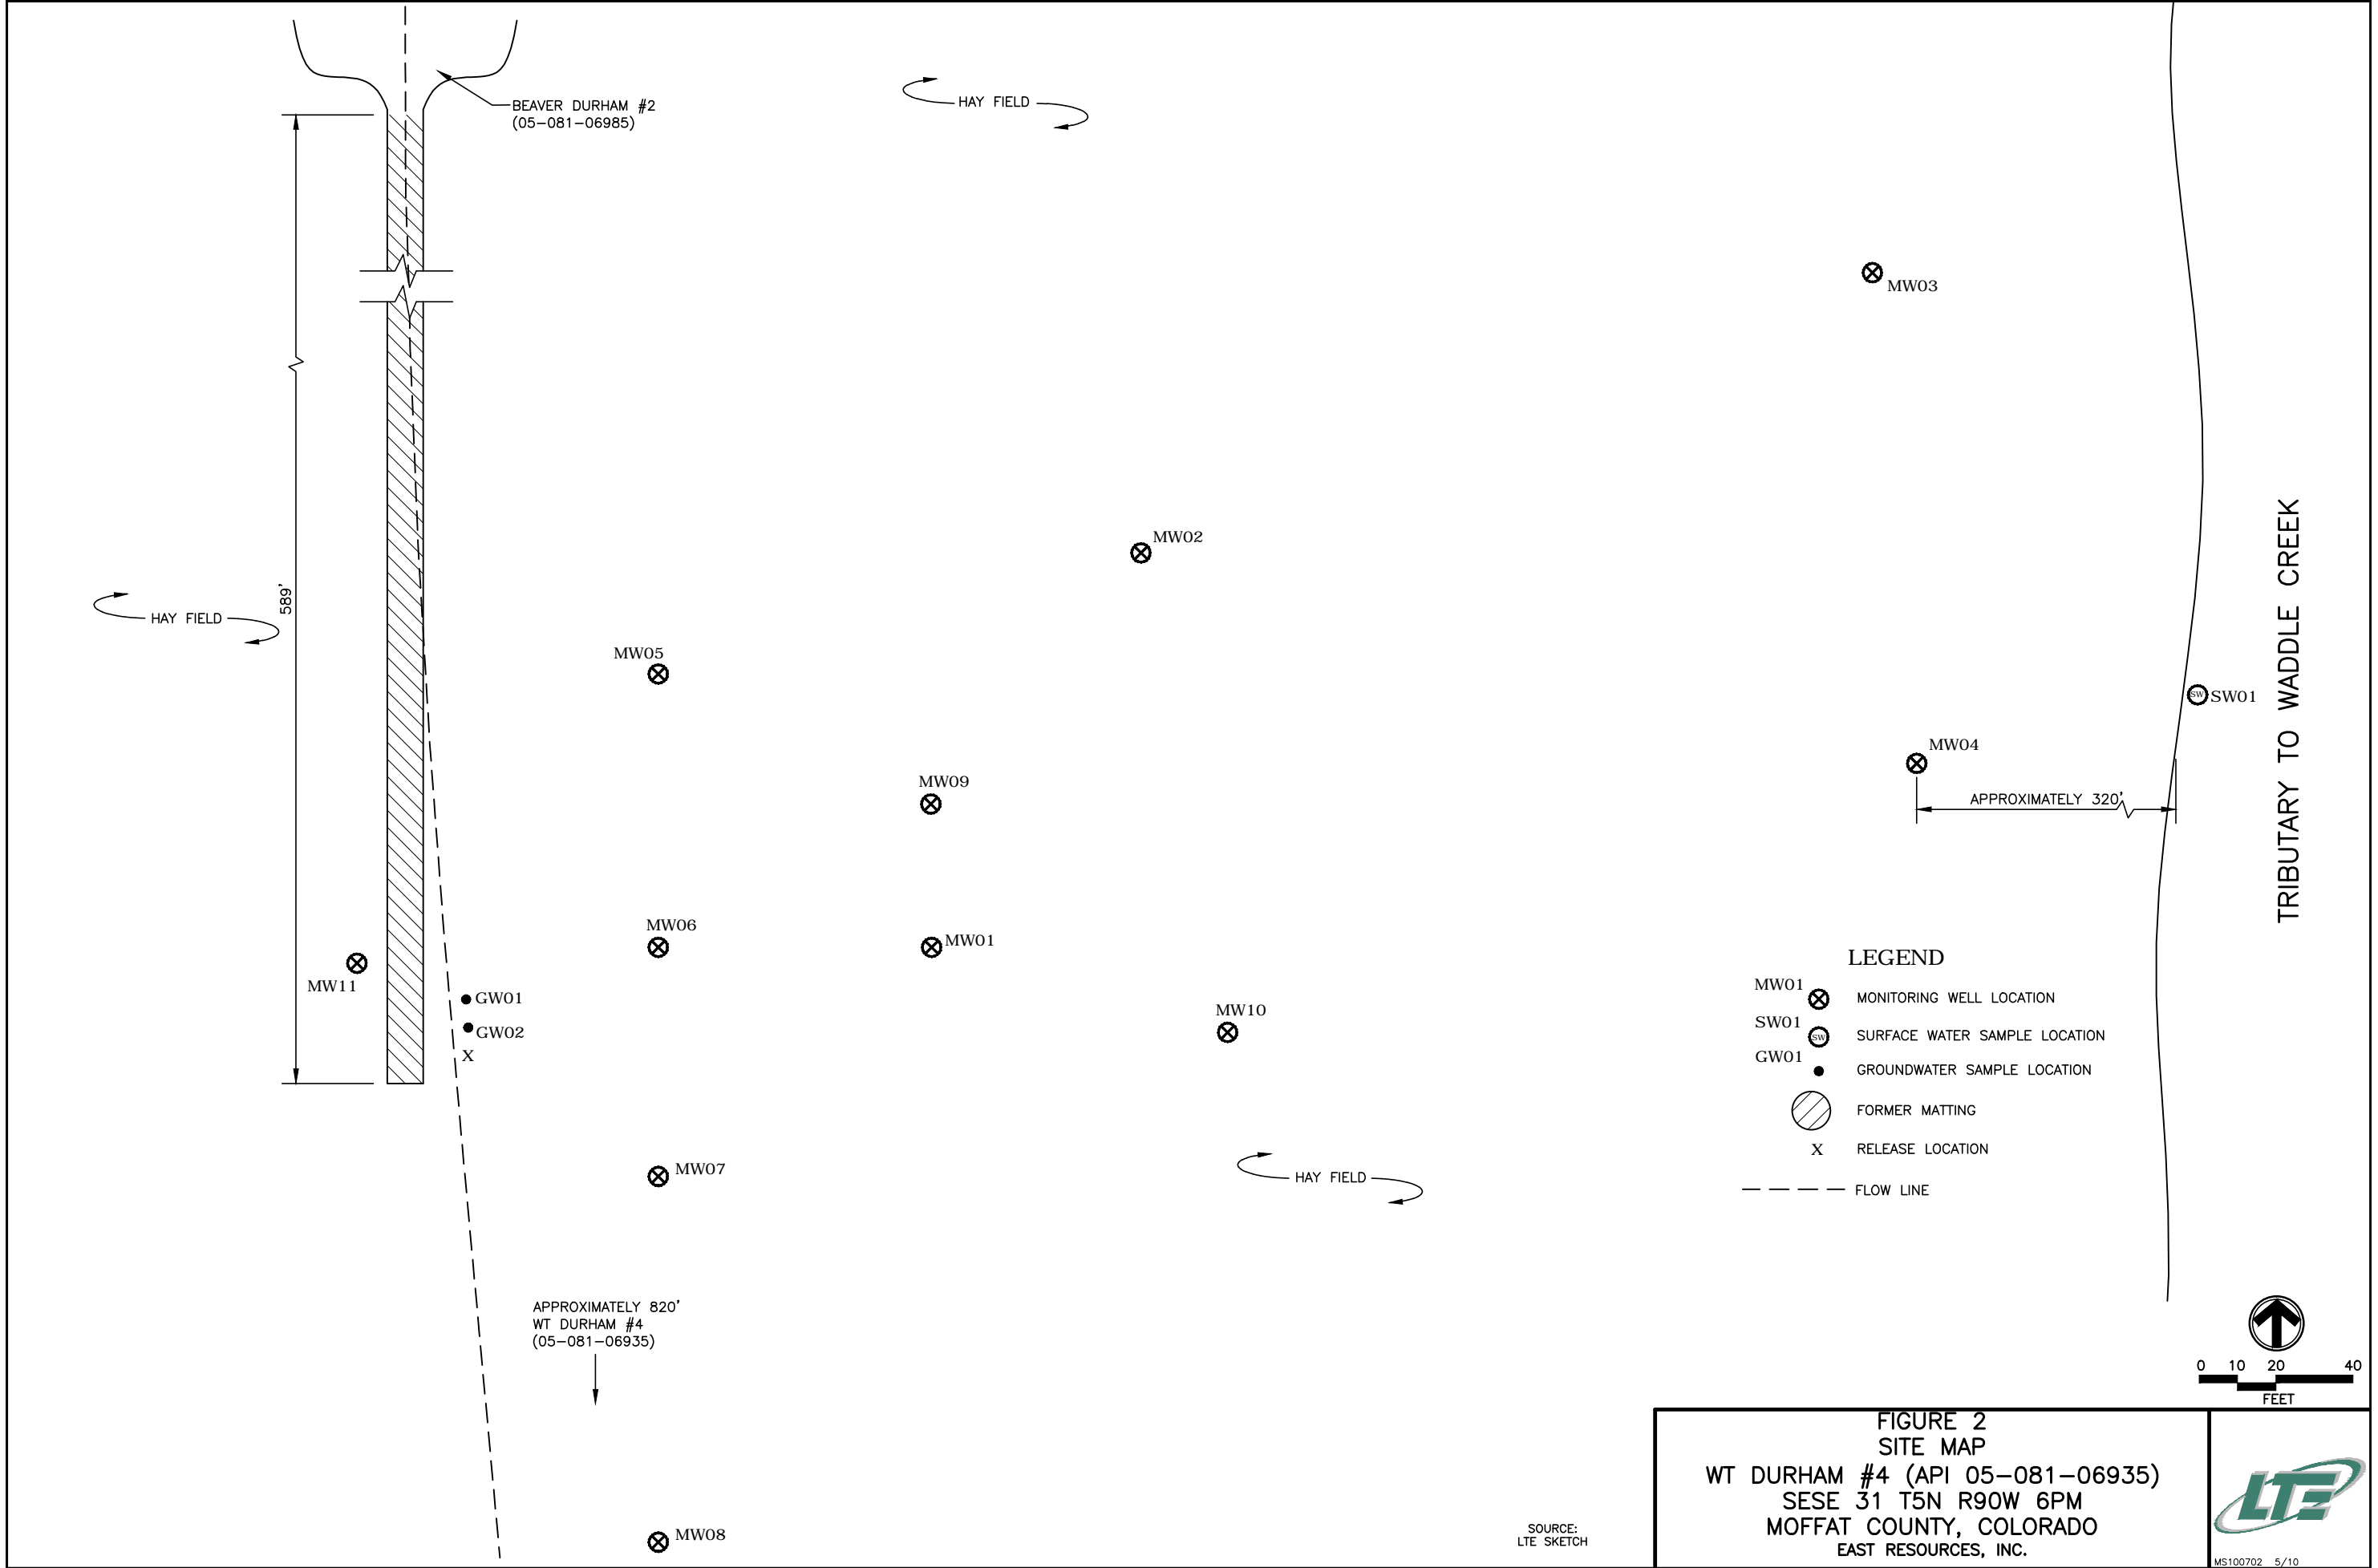 BEAVER DURHAM #2
(05-081-06985)
HAY FIELD
MW03
MW02
589'
HAY FIELD
MW05
TRIBUTARY TO WADDLE CREEK
SW
SW01
MW04
MW09
APPROXIMATELY 320'
MW06
MW01
MW11
GW01
GW02
X
MW10
LEGEND
MW01
MONITORING WELL LOCATION
SW01
SW
SURFACE WATER SAMPLE LOCATION
GW01
GROUNDWATER SAMPLE LOCATION
FORMER MATTING
X RELEASE LOCATION
FLOW LINE
MW07
HAY FIELD
APPROXIMATELY 820'
WT DURHAM #4
(05-081-06935)
0 10 20 40
FEET
MW08
SOURCE:
LTE SKETCH
FIGURE 2
SITE MAP
WT DURHAM #4 (API 05-081-06935)
SESE 31 T5N R90W 6PM
MOFFAT COUNTY, COLORADO
EAST RESOURCES, INC.
LTE
MS100702 5/10